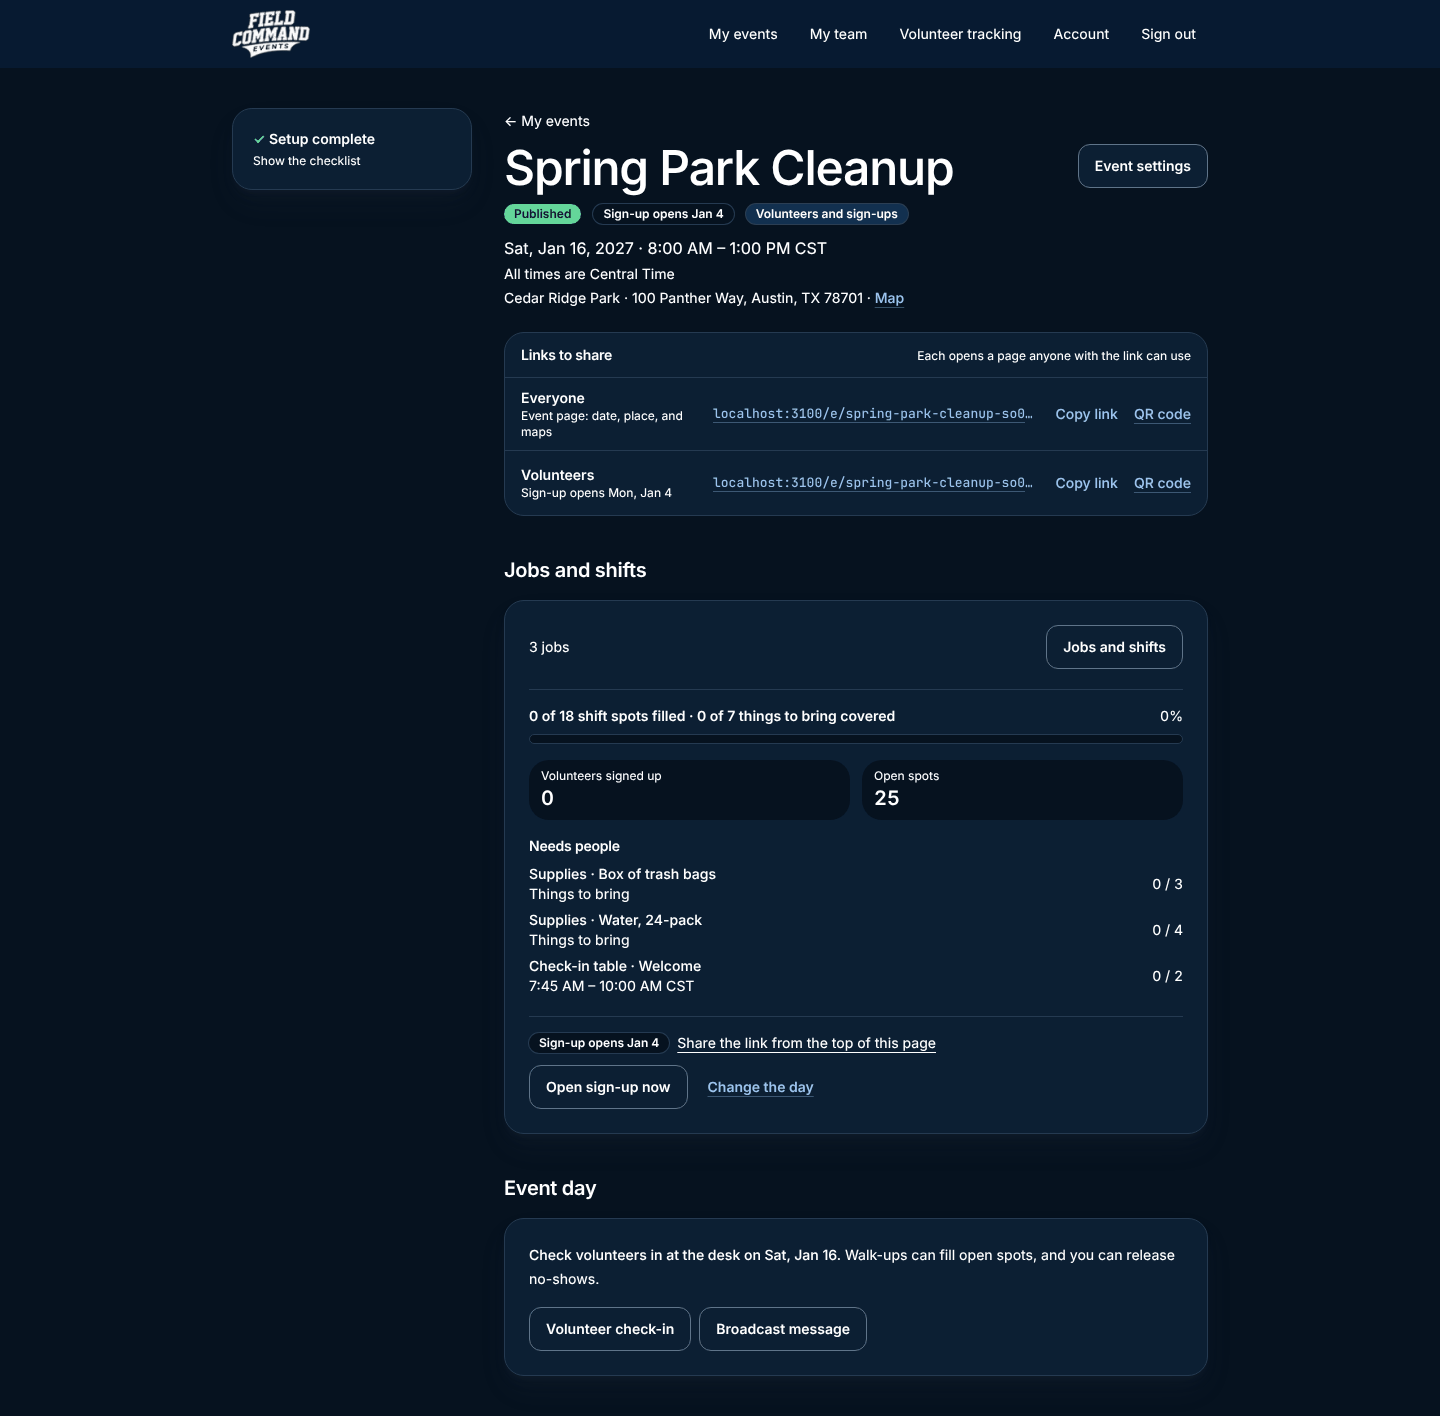 FIELD
COMMAND
EVENTS
My events
My team
Volunteer tracking
Account
Sign out
✓ Setup complete
Show the checklist
← My events
Spring Park Cleanup
Event settings
Published
Sign-up opens Jan 4
Volunteers and sign-ups
Sat, Jan 16, 2027 · 8:00 AM – 1:00 PM CST
All times are Central Time
Cedar Ridge Park · 100 Panther Way, Austin, TX 78701 · Map
Links to share
Each opens a page anyone with the link can use
Everyone
Event page: date, place, and
maps
localhost:3100/e/spring-park-cleanup-so0…
Copy link
QR code
Volunteers
Sign-up opens Mon, Jan 4
localhost:3100/e/spring-park-cleanup-so0…
Copy link
QR code
Jobs and shifts
3 jobs
Jobs and shifts
0 of 18 shift spots filled · 0 of 7 things to bring covered
0%
Volunteers signed up
0
Open spots
25
Needs people
Supplies · Box of trash bags
Things to bring
0 / 3
Supplies · Water, 24-pack
Things to bring
0 / 4
Check-in table · Welcome
7:45 AM – 10:00 AM CST
0 / 2
Sign-up opens Jan 4
Share the link from the top of this page
Open sign-up now
Change the day
Event day
Check volunteers in at the desk on Sat, Jan 16. Walk-ups can fill open spots, and you can release
no-shows.
Volunteer check-in
Broadcast message